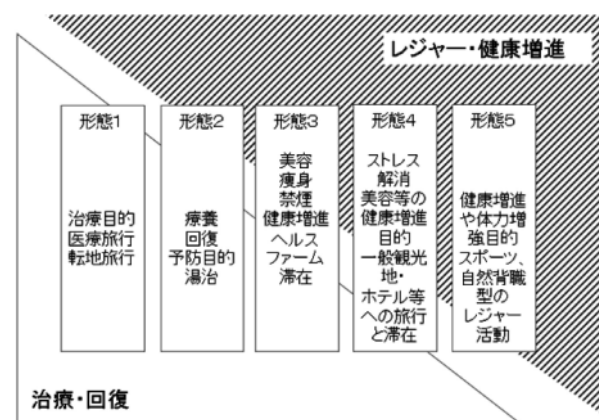 レジャー・健康増進
形態1
治療目的
医療旅行
転地旅行
形態2
療養
回復
予防目的
湯治
形態3
美容
痩身
禁煙
健康増進
ヘルス
ファーム
滞在
形態4
ストレス
解消
美容等の
健康増進
目的
一般観光
地・
ホテル等
への旅行
と滞在
形態5
健康増進
や体力増
強目的
スポーツ、
自然背職
型の
レジャー
活動
治療・回復